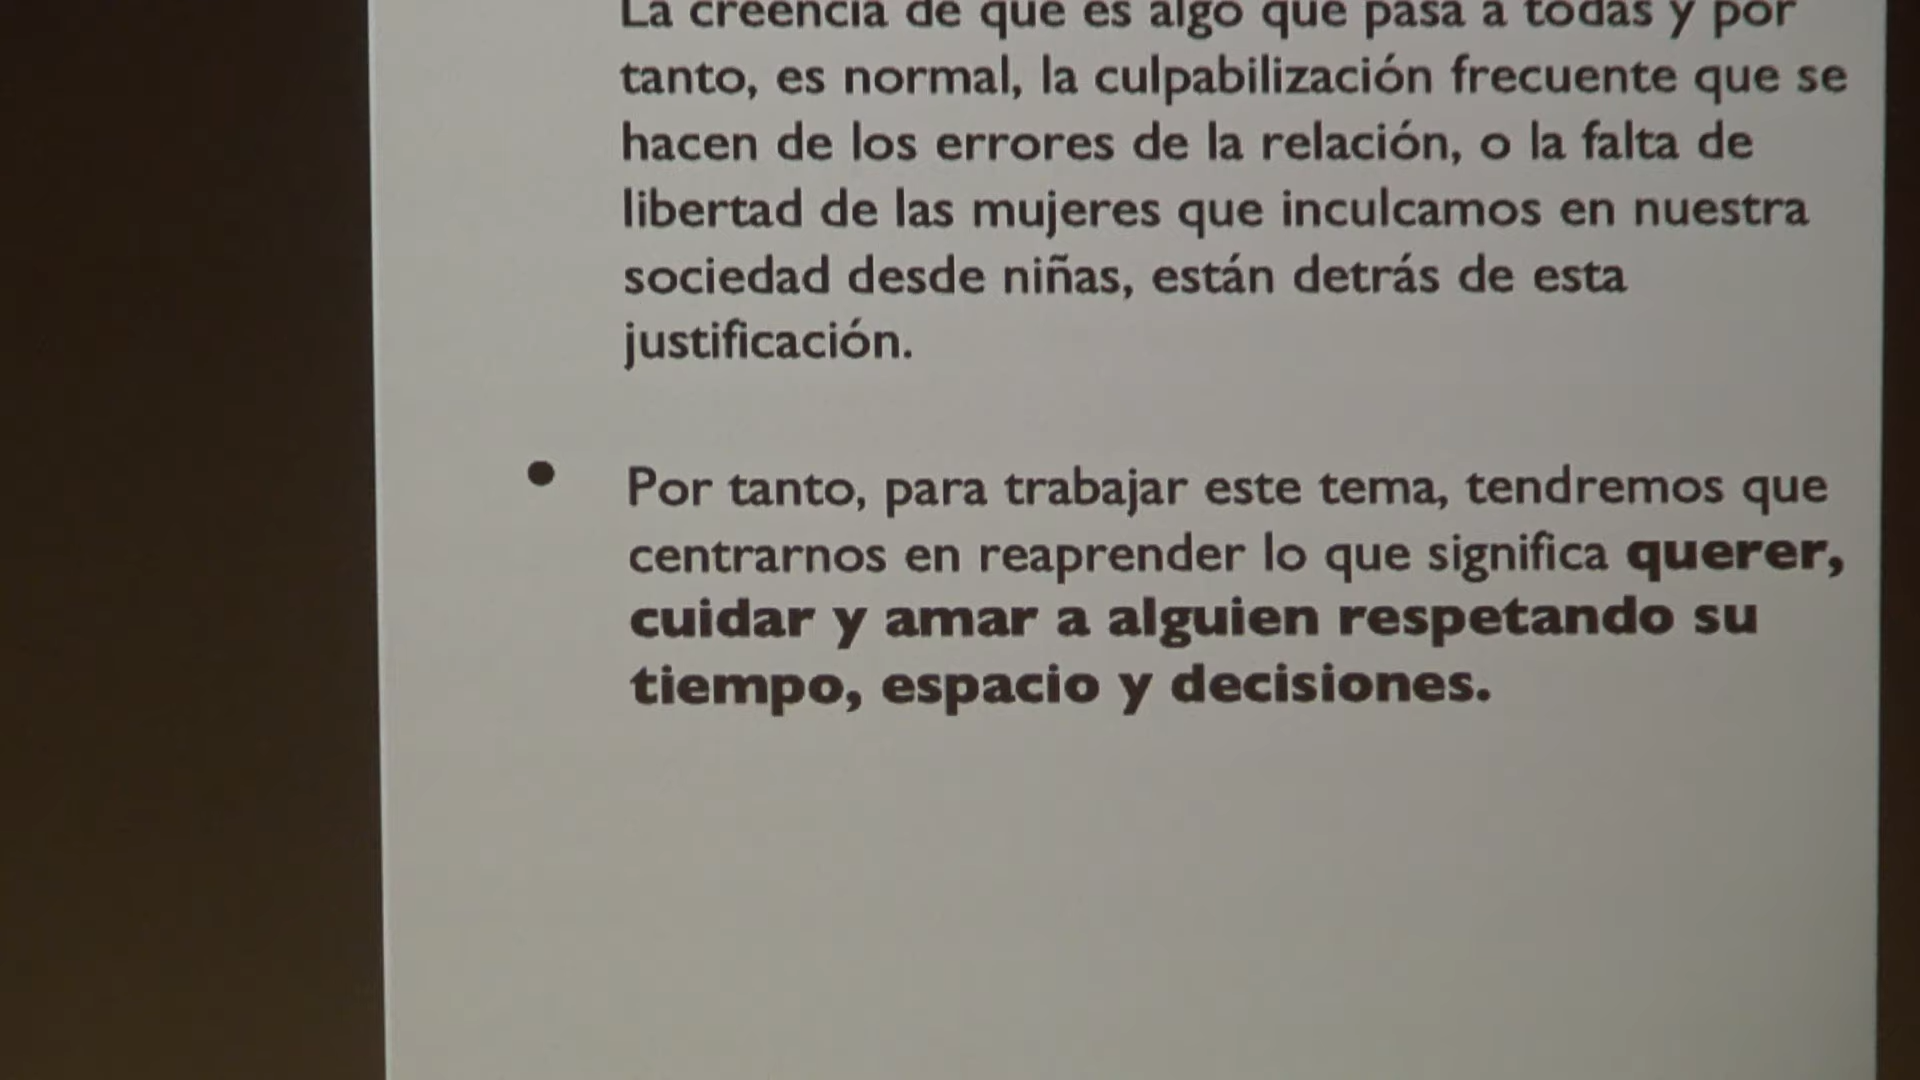 La creencia de que es algo que pasa a todas y por
tanto, es normal, la culpabilización frecuente que se
hacen de los errores de la relación, o la falta de
libertad de las mujeres que inculcamos en nuestra
sociedad desde niñas, están detrás de esta
justificación.
• Por tanto, para trabajar este tema, tendremos que
centrarnos en reaprender lo que significa querer,
cuidar y amar a alguien respetando su
tiempo, espacio y decisiones.